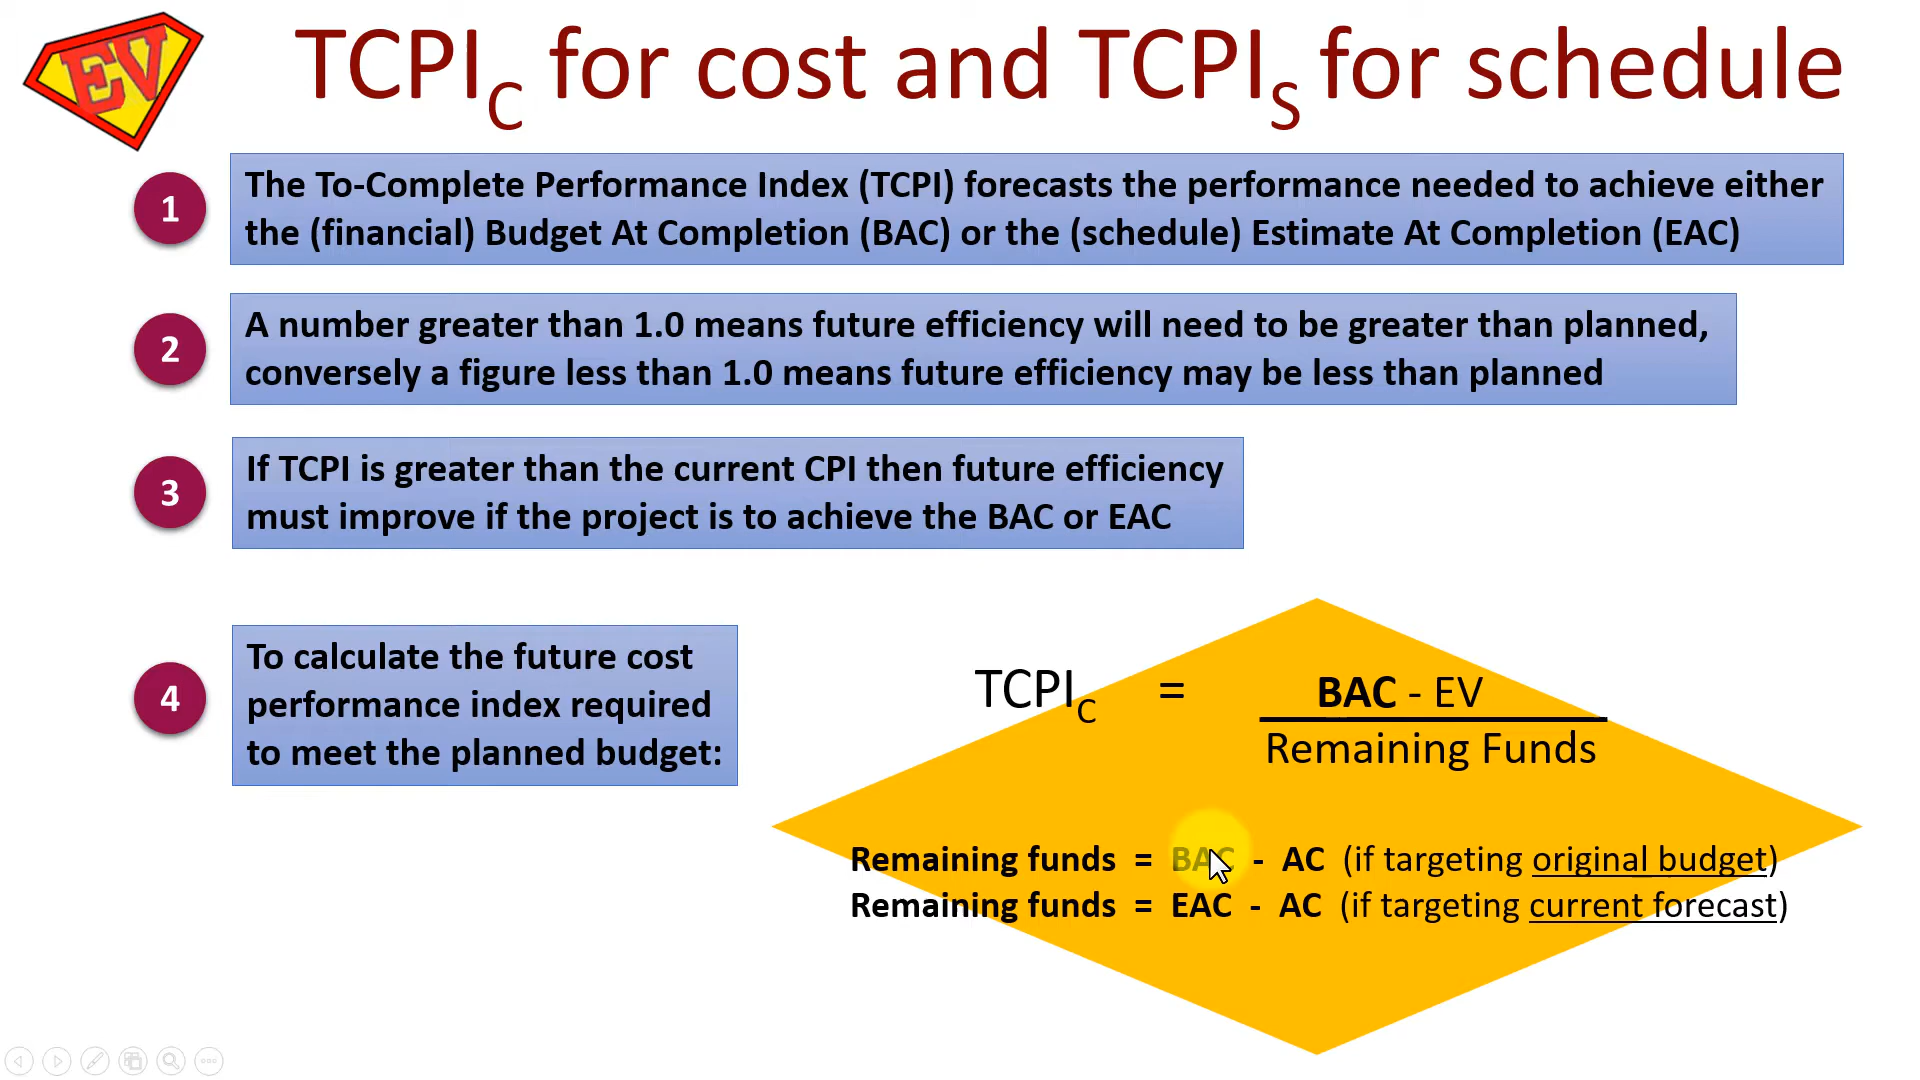 EV
TCPIC for cost and TCPIS for schedule
1
The To-Complete Performance Index (TCPI) forecasts the performance needed to achieve either
the (financial) Budget At Completion (BAC) or the (schedule) Estimate At Completion (EAC)
2
A number greater than 1.0 means future efficiency will need to be greater than planned,
conversely a figure less than 1.0 means future efficiency may be less than planned
3
If TCPI is greater than the current CPI then future efficiency
must improve if the project is to achieve the BAC or EAC
4
To calculate the future cost
performance index required
to meet the planned budget:
TCPIC = BAC - EV
Remaining Funds
Remaining funds = BAC - AC (if targeting original budget)
Remaining funds = EAC - AC (if targeting current forecast)